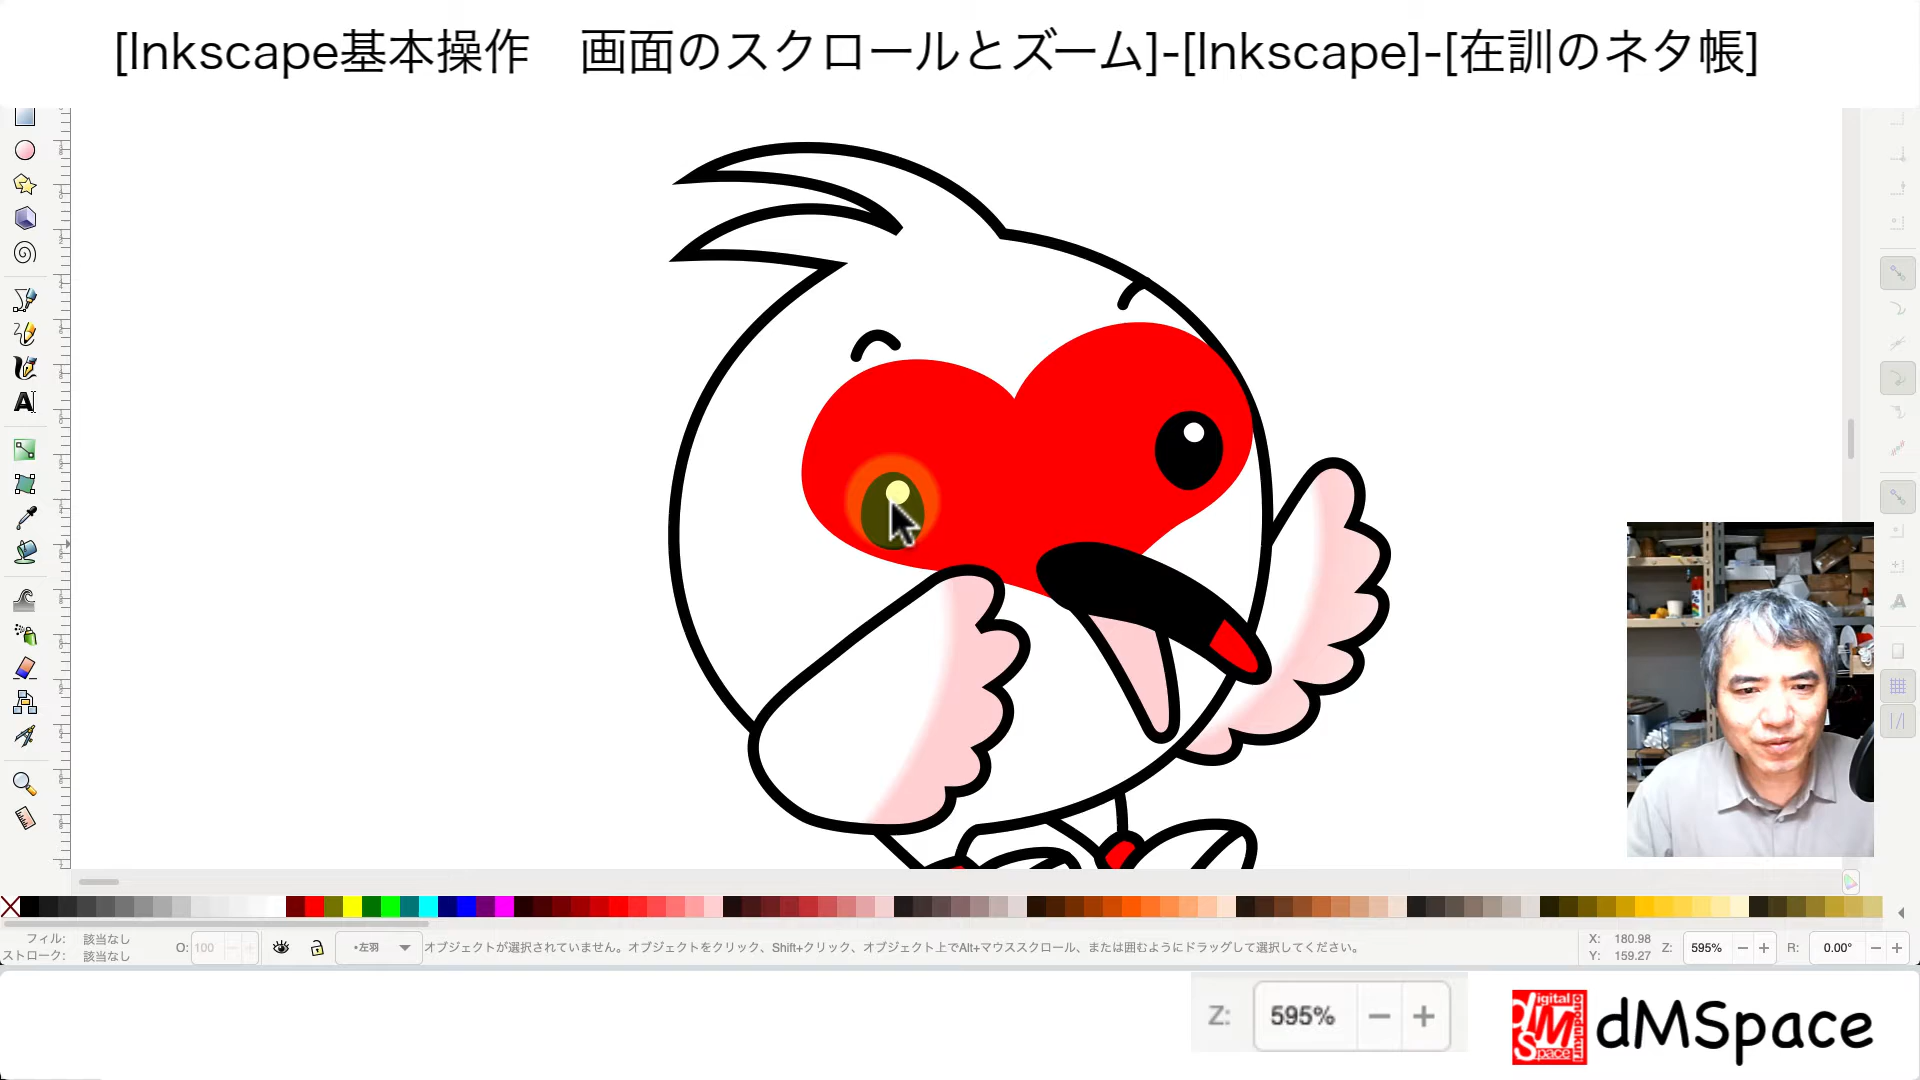 [Inkscape基本操作　画面のスクロールとズーム]-[Inkscape]-[在訓のネタ帳]
フィル: 該当なし
ストローク: 該当なし
O: 100
•左羽
オブジェクトが選択されていません。オブジェクトをクリック、Shift+クリック、オブジェクト上でAlt+マウススクロール、または囲むようにドラッグして選択してください。
X: 180.98
Y: 159.27
Z: 595%
R: 0.00°
Z: 595%
digital
dM
Space
dMSpace